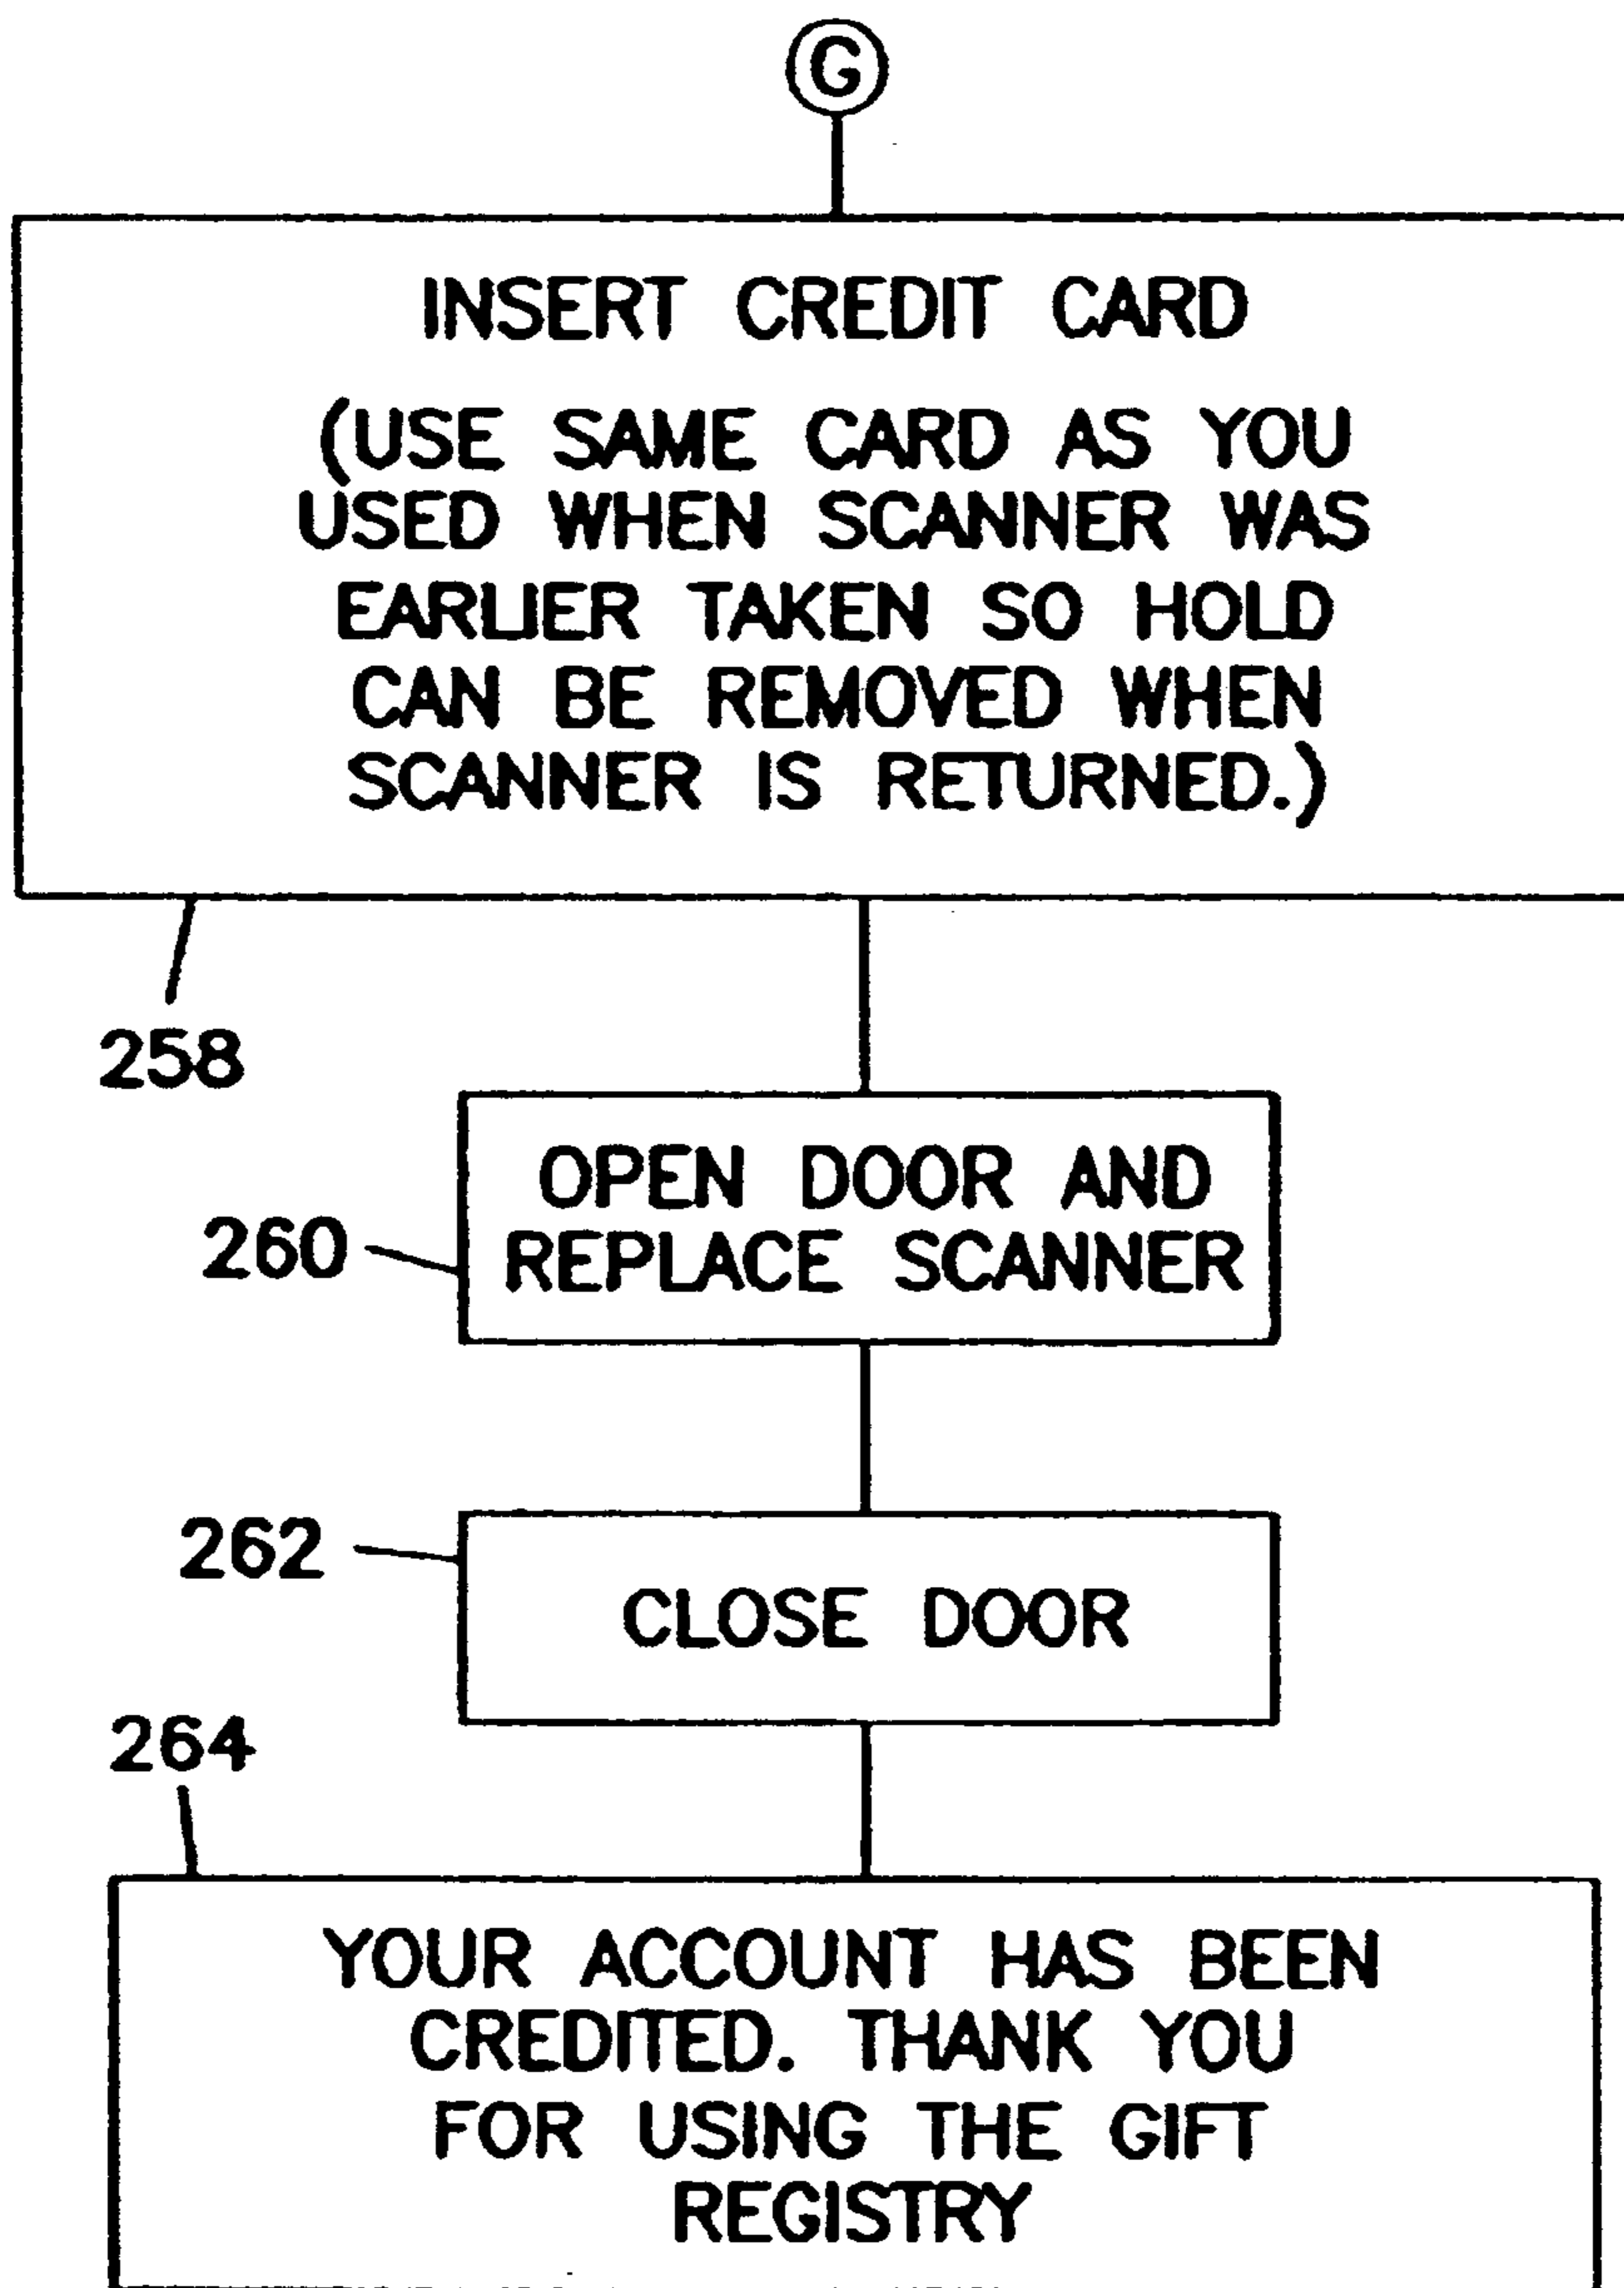 G
INSERT CREDIT CARD
(USE SAME CARD AS YOU
USED WHEN SCANNER WAS
EARLIER TAKEN SO HOLD
CAN BE REMOVED WHEN
SCANNER IS RETURNED.)
258
OPEN DOOR AND
REPLACE SCANNER
260
262
CLOSE DOOR
264
YOUR ACCOUNT HAS BEEN
CREDITED. THANK YOU
FOR USING THE GIFT
REGISTRY